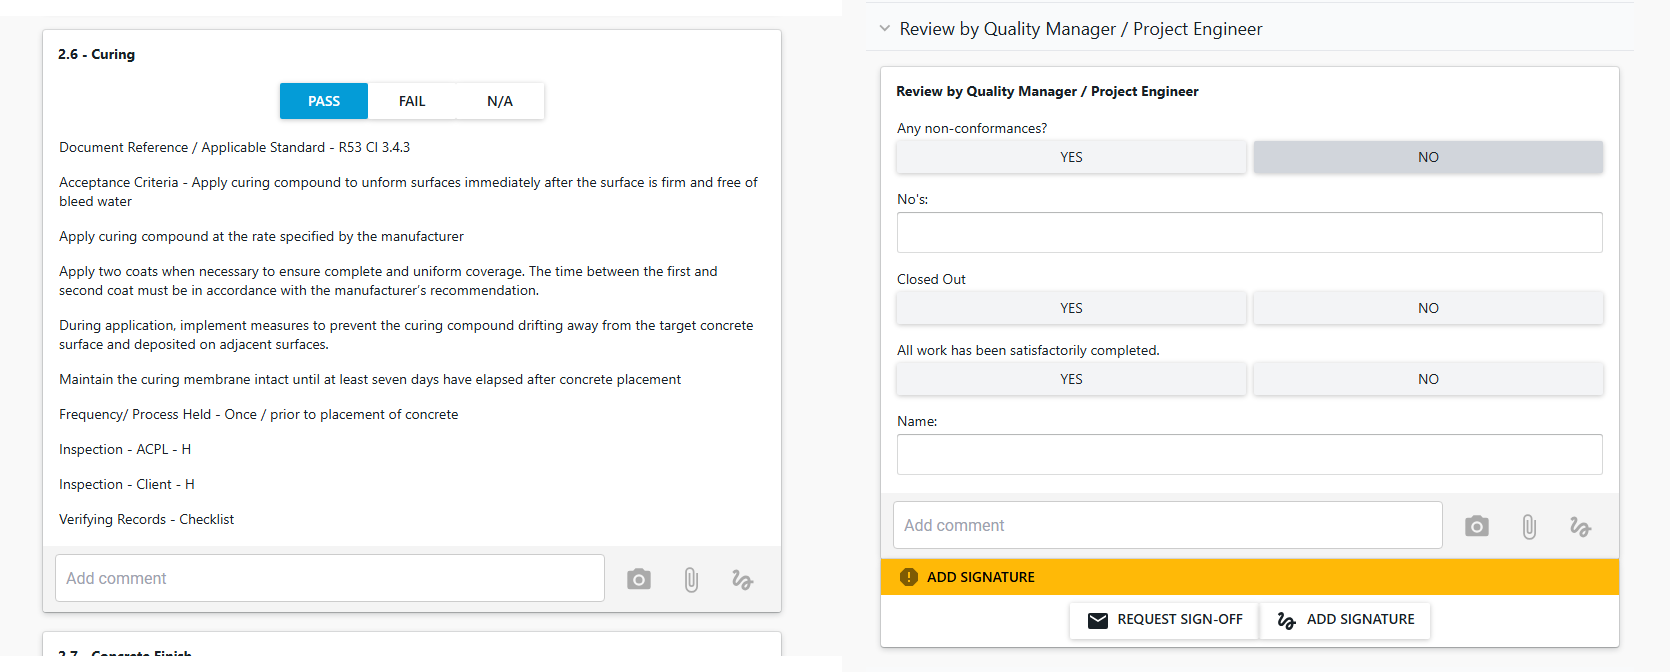 2.6 - Curing
PASS
FAIL
N/A
Document Reference / Applicable Standard - R53 Cl 3.4.3
Acceptance Criteria - Apply curing compound to unform surfaces immediately after the surface is firm and free of
bleed water
Apply curing compound at the rate specified by the manufacturer
Apply two coats when necessary to ensure complete and uniform coverage. The time between the first and
second coat must be in accordance with the manufacturer's recommendation.
During application, implement measures to prevent the curing compound drifting away from the target concrete
surface and deposited on adjacent surfaces.
Maintain the curing membrane intact until at least seven days have elapsed after concrete placement
Frequency/ Process Held - Once / prior to placement of concrete
Inspection - ACPL - H
Inspection - Client - H
Verifying Records - Checklist
Add comment
2.7 - Concrete Finish
Review by Quality Manager / Project Engineer
Review by Quality Manager / Project Engineer
Any non-conformances?
YES
NO
No's:
Closed Out
YES
NO
All work has been satisfactorily completed.
YES
NO
Name:
Add comment
ADD SIGNATURE
REQUEST SIGN-OFF
ADD SIGNATURE